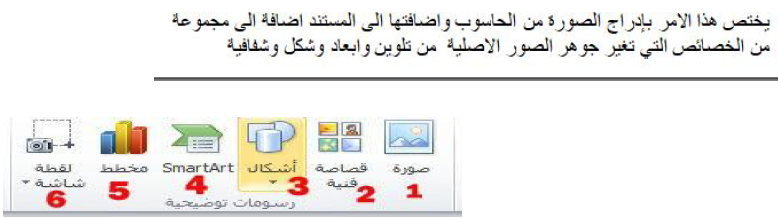 يختص هذا الامر بإدراج الصورة من الحاسوب واضافتها الى المستند اضافة الى مجموعة
من الخصائص التي تغير جوهر الصور الاصلية من تلوين وابعاد وشكل وشفافية
صورة قصاصة أشكال SmartArt مخطط لقطة
فنية شاشة
1 2 3 4 5 6
رسومات توضيحية